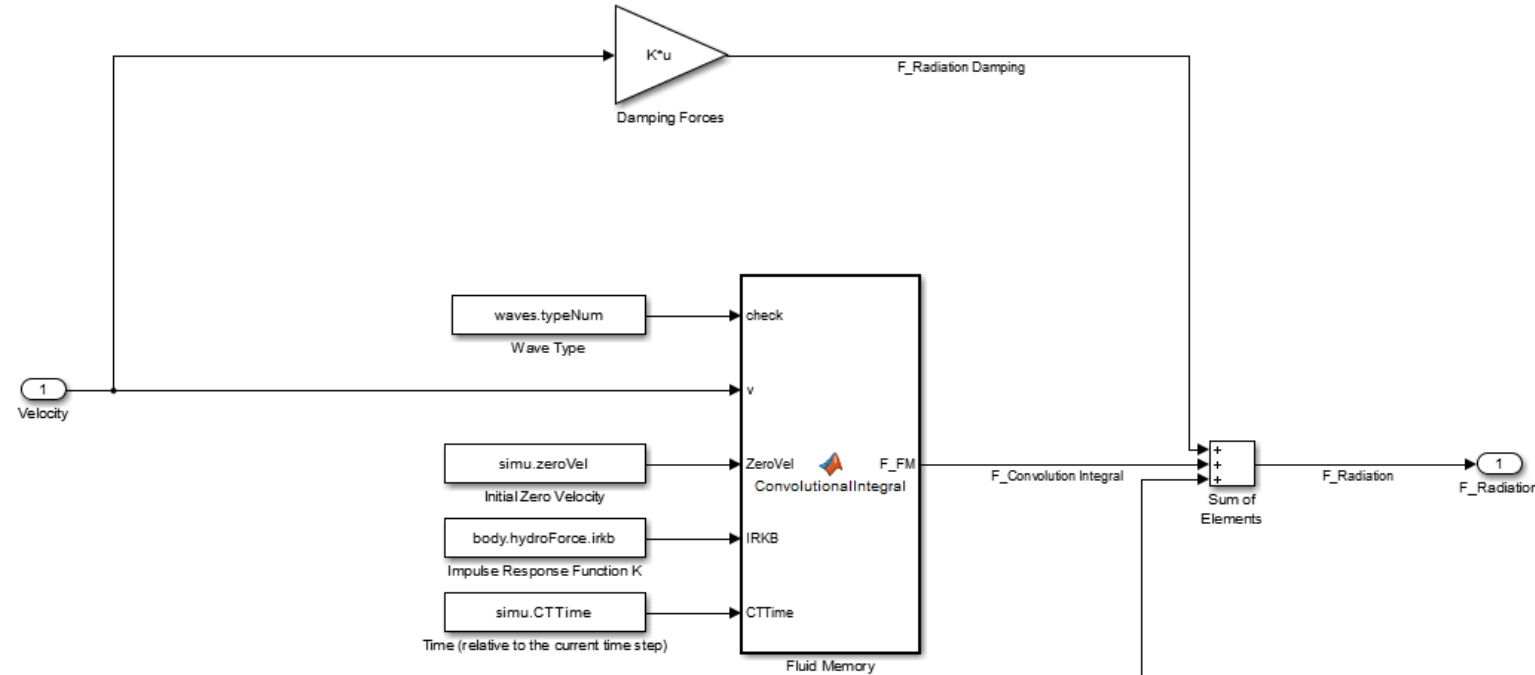 K*u
F_Radiation Damping
Damping Forces
waves.typeNum
check
Wave Type
1
v
Velocity
+
simu.zeroVel
ZeroVel
F_FM
+
1
ConvolutionalIntegral
F_Convolution Integral
+
F_Radiation
F_Radiation
Initial Zero Velocity
Sum of
Elements
body.hydroForce.irkb
IRKB
Impulse Response Function K
simu.CTTime
CTTime
Time (relative to the current time step)
Fluid Memory